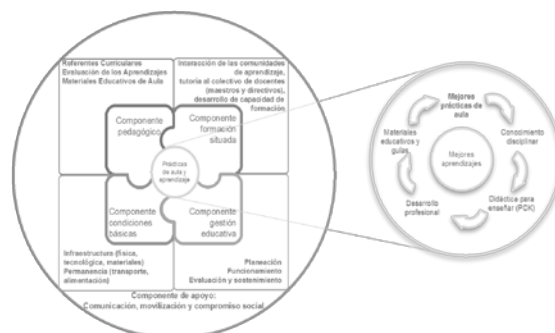 Referentes Curriculares
Evaluación de los Aprendizajes
Materiales Educativos de Aula
Interacción de las comunidades
de aprendizaje,
tutoría al colectivo de docentes
(maestros y directivos),
desarrollo de capacidad de
formación
Componente
pedagógico
Componente
formación
situada
Prácticas
de aula y
aprendizaje
Componente
condiciones
básicas
Componente
gestión
educativa
Infraestructura (física,
tecnológica, materiales)
Permanencia (transporte,
alimentación)
Planeación
Funcionamiento
Evaluación y sostenimiento
Componente de apoyo:
Comunicación, movilización y compromiso social
Mejores
prácticas de
aula
Conocimiento
disciplinar
Didáctica para
enseñar (PCK)
Desarrollo
profesional
Materiales
educativos y
guías
Mejores
aprendizajes